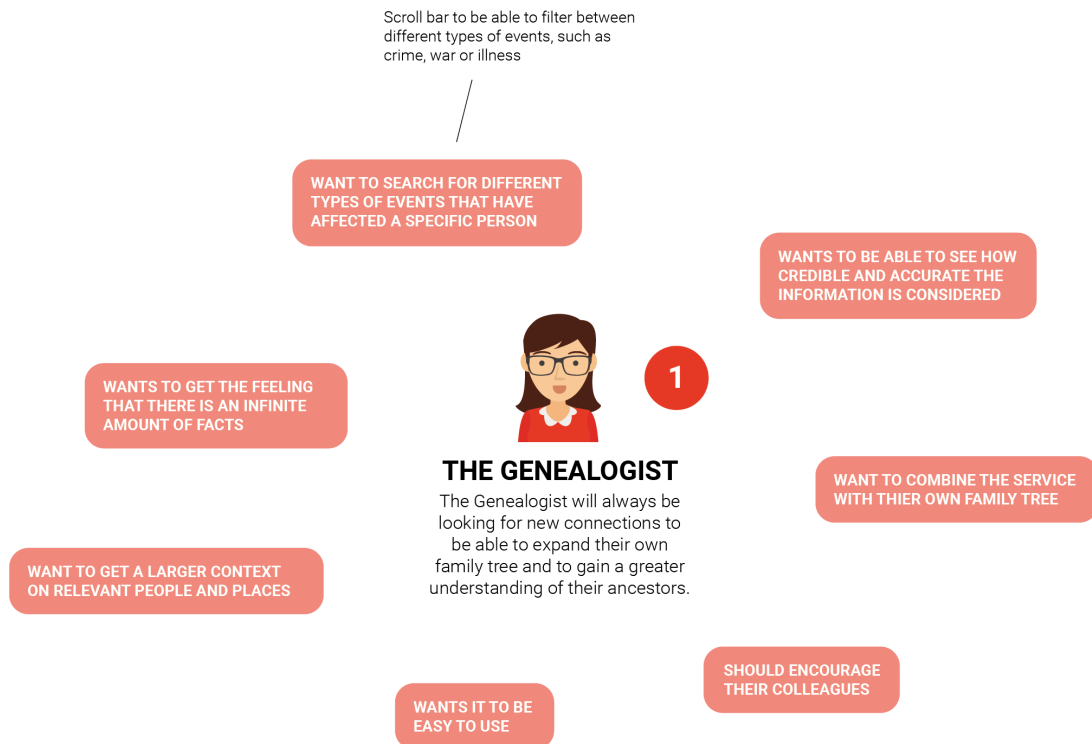 Scroll bar to be able to filter between
different types of events, such as
crime, war or illness
WANT TO SEARCH FOR DIFFERENT
TYPES OF EVENTS THAT HAVE
AFFECTED A SPECIFIC PERSON
WANTS TO BE ABLE TO SEE HOW
CREDIBLE AND ACCURATE THE
INFORMATION IS CONSIDERED
1
WANTS TO GET THE FEELING
THAT THERE IS AN INFINITE
AMOUNT OF FACTS
THE GENEALOGIST
The Genealogist will always be
looking for new connections to
be able to expand their own
family tree and to gain a greater
understanding of their ancestors.
WANT TO COMBINE THE SERVICE
WITH THIER OWN FAMILY TREE
WANT TO GET A LARGER CONTEXT
ON RELEVANT PEOPLE AND PLACES
SHOULD ENCOURAGE
THEIR COLLEAGUES
WANTS IT TO BE
EASY TO USE